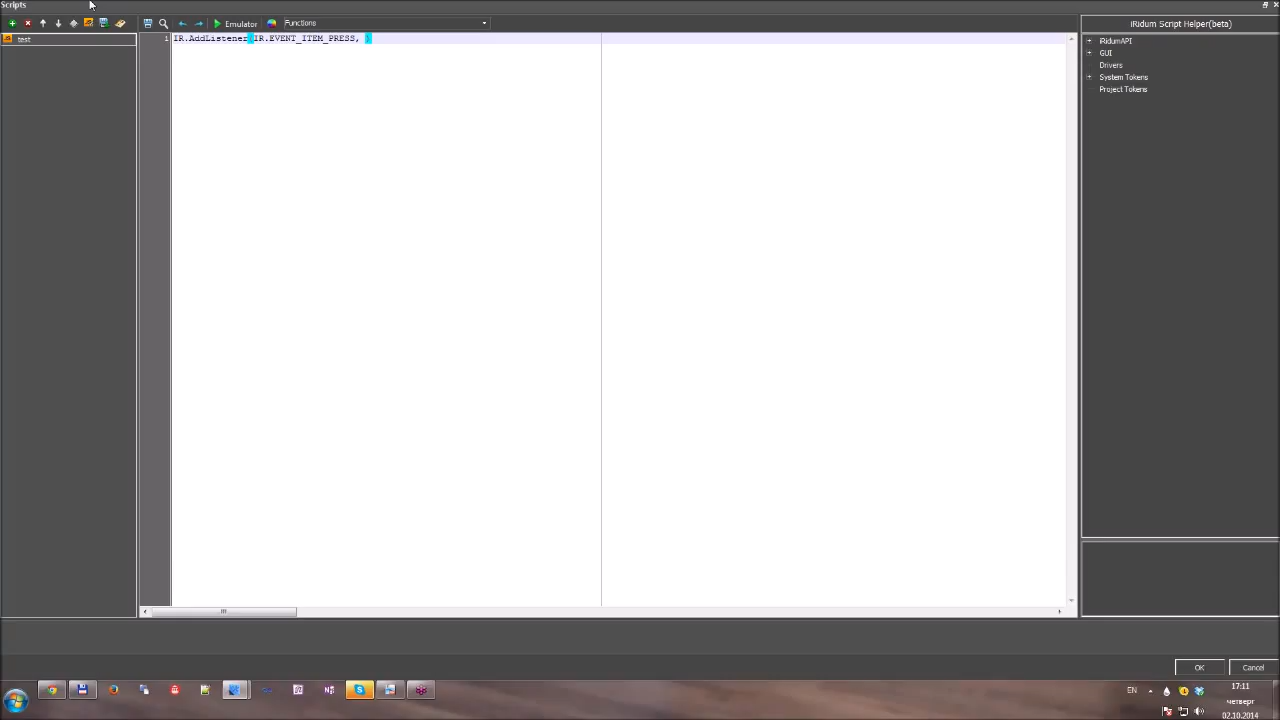 Scripts
Emulator
Functions
iRidum Script Helper(beta)
test
1 IR.AddListener(IR.EVENT_ITEM_PRESS, )
iRidumAPI
GUI
Drivers
System Tokens
Project Tokens
OK
Cancel
EN
17:11
четверг
02.10.2014